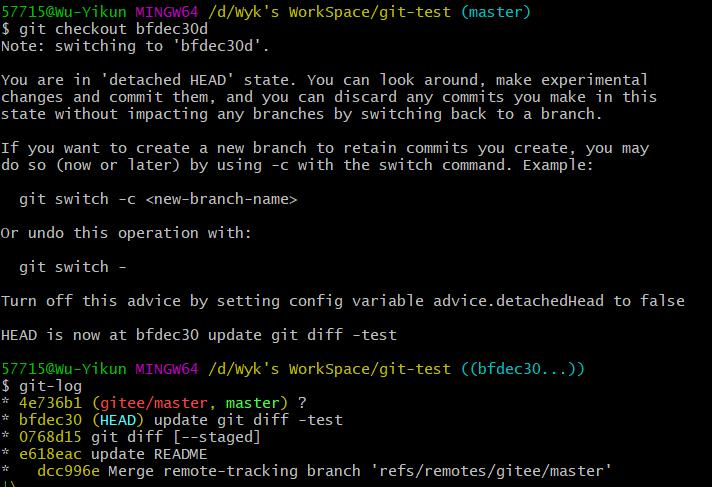 57715@Wu-Yikun MINGW64 /d/Wyk's WorkSpace/git-test (master)
$ git checkout bfdec30d
Note: switching to 'bfdec30d'.

You are in 'detached HEAD' state. You can look around, make experimental
changes and commit them, and you can discard any commits you make in this
state without impacting any branches by switching back to a branch.

If you want to create a new branch to retain commits you create, you may
do so (now or later) by using -c with the switch command. Example:

  git switch -c <new-branch-name>

Or undo this operation with:

  git switch -

Turn off this advice by setting config variable advice.detachedHead to false

HEAD is now at bfdec30 update git diff -test

57715@Wu-Yikun MINGW64 /d/Wyk's WorkSpace/git-test ((bfdec30...))
$ git-log
* 4e736b1 (gitee/master, master) ?
* bfdec30 (HEAD) update git diff -test
* 0768d15 git diff [--staged]
* e618eac update README
*   dcc996e Merge remote-tracking branch 'refs/remotes/gitee/master'
|\